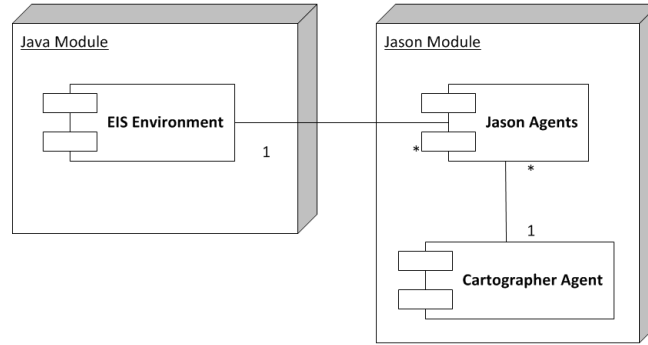 Java Module
EIS Environment
1
Jason Module
Jason Agents
*
*
1
Cartographer Agent